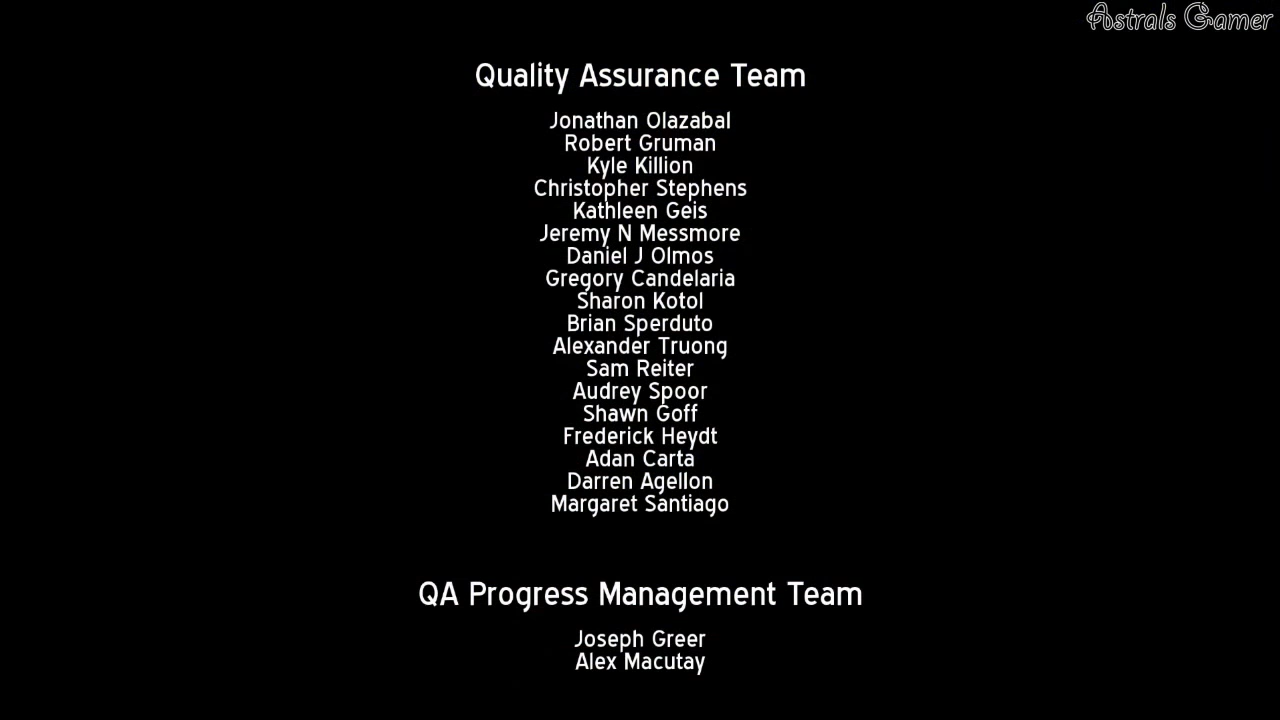 Astrals Gamer
Quality Assurance Team
Jonathan Olazabal
Robert Gruman
Kyle Killion
Christopher Stephens
Kathleen Geis
Jeremy N Messmore
Daniel J Olmos
Gregory Candelaria
Sharon Kotol
Brian Sperduto
Alexander Truong
Sam Reiter
Audrey Spoor
Shawn Goff
Frederick Heydt
Adan Carta
Darren Agellon
Margaret Santiago
QA Progress Management Team
Joseph Greer
Alex Macutay